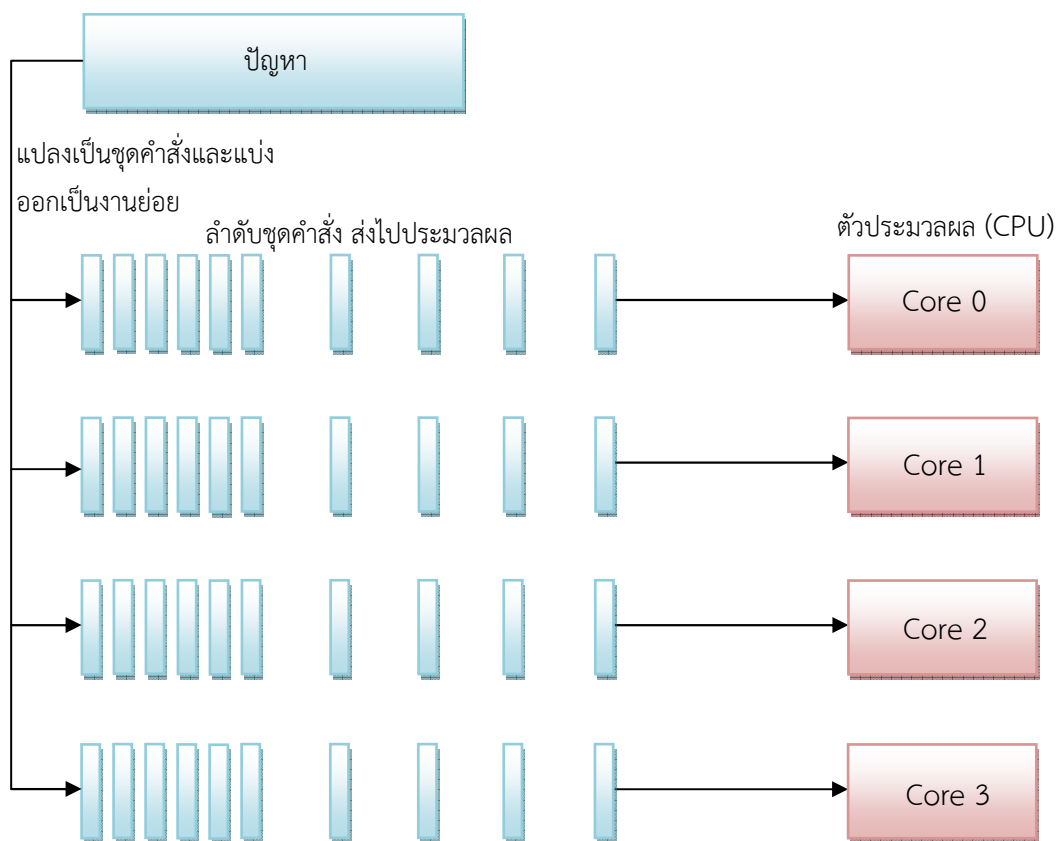 ปัญหา
แปลงเป็นชุดคำสั่งและแบ่ง
ออกเป็นงานย่อย
ลำดับชุดคำสั่ง ส่งไปประมวลผล
ตัวประมวลผล (CPU)
Core 0
Core 1
Core 2
Core 3